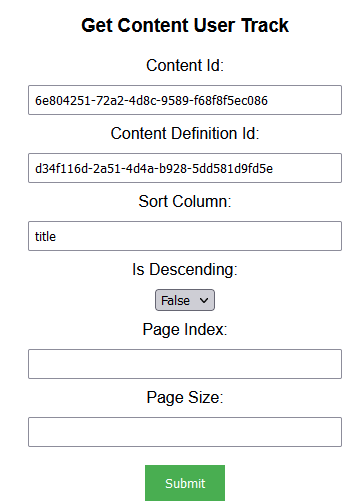 Get Content User Track
Content Id:
6e804251-72a2-4d8c-9589-f68f8f5ec086
Content Definition Id:
d34f116d-2a51-4d4a-b928-5dd581d9fd5e
Sort Column:
title
Is Descending:
False
Page Index:
Page Size:
Submit